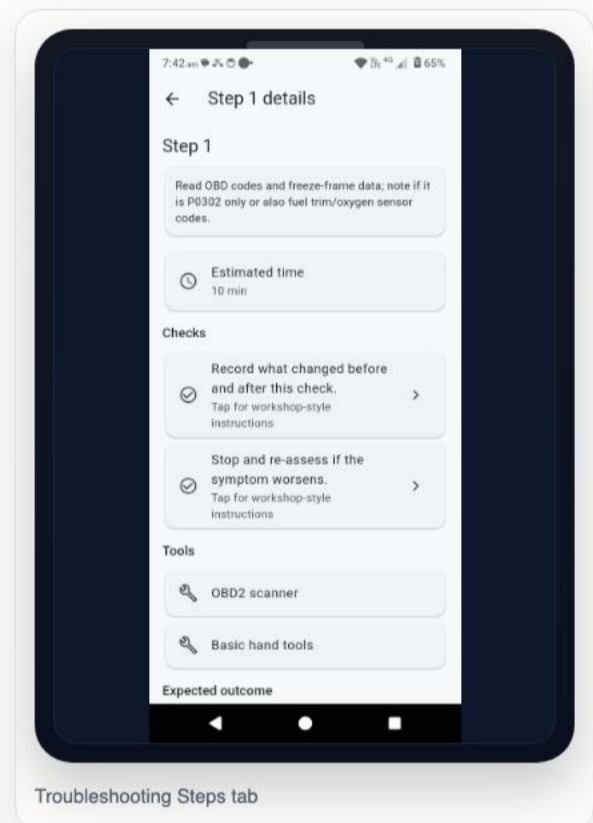 7:42 am 4G 65%
Step 1 details
Step 1
Read OBD codes and freeze-frame data; note if it
is P0302 only or also fuel trim/oxygen sensor
codes.
Estimated time
10 min
Checks
Record what changed before
and after this check.
Tap for workshop-style
instructions
Stop and re-assess if the
symptom worsens.
Tap for workshop-style
instructions
Tools
OBD2 scanner
Basic hand tools
Expected outcome
Troubleshooting Steps tab